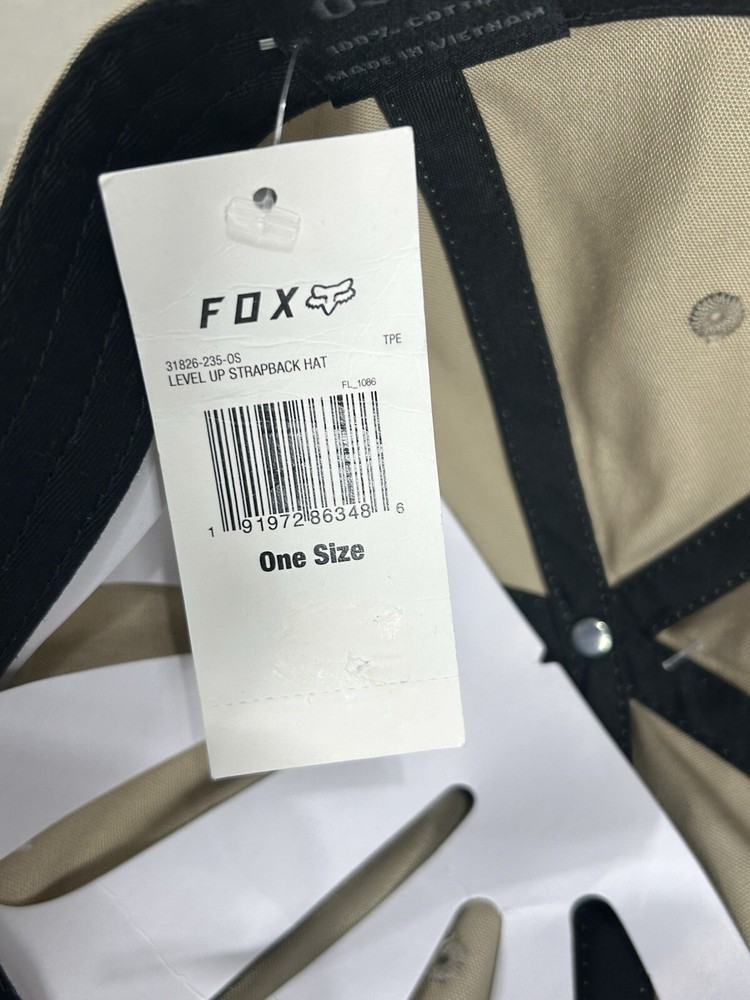 100% COTTON
MADE IN VIETNAM
FOX
TPE
31826-235-OS
LEVEL UP STRAPBACK HAT
FL_1086
1 91972 86348 6
One Size